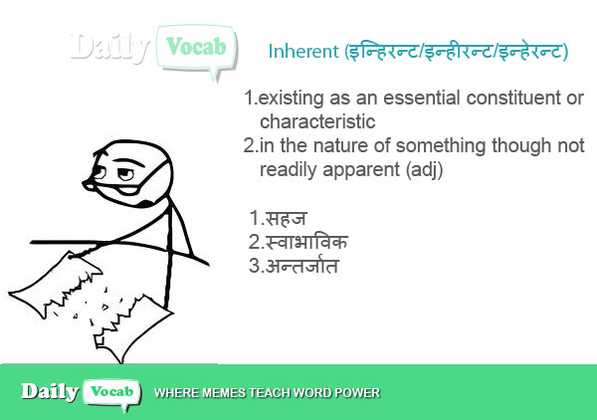 Daily Vocab
Inherent (इन्हिरन्ट/इन्हीरन्ट/इन्हेरन्ट)
1.existing as an essential constituent or
characteristic
2.in the nature of something though not
readily apparent (adj)
1.सहज
2.स्वाभाविक
3.अन्तर्जात
Daily Vocab WHERE MEMES TEACH WORD POWER